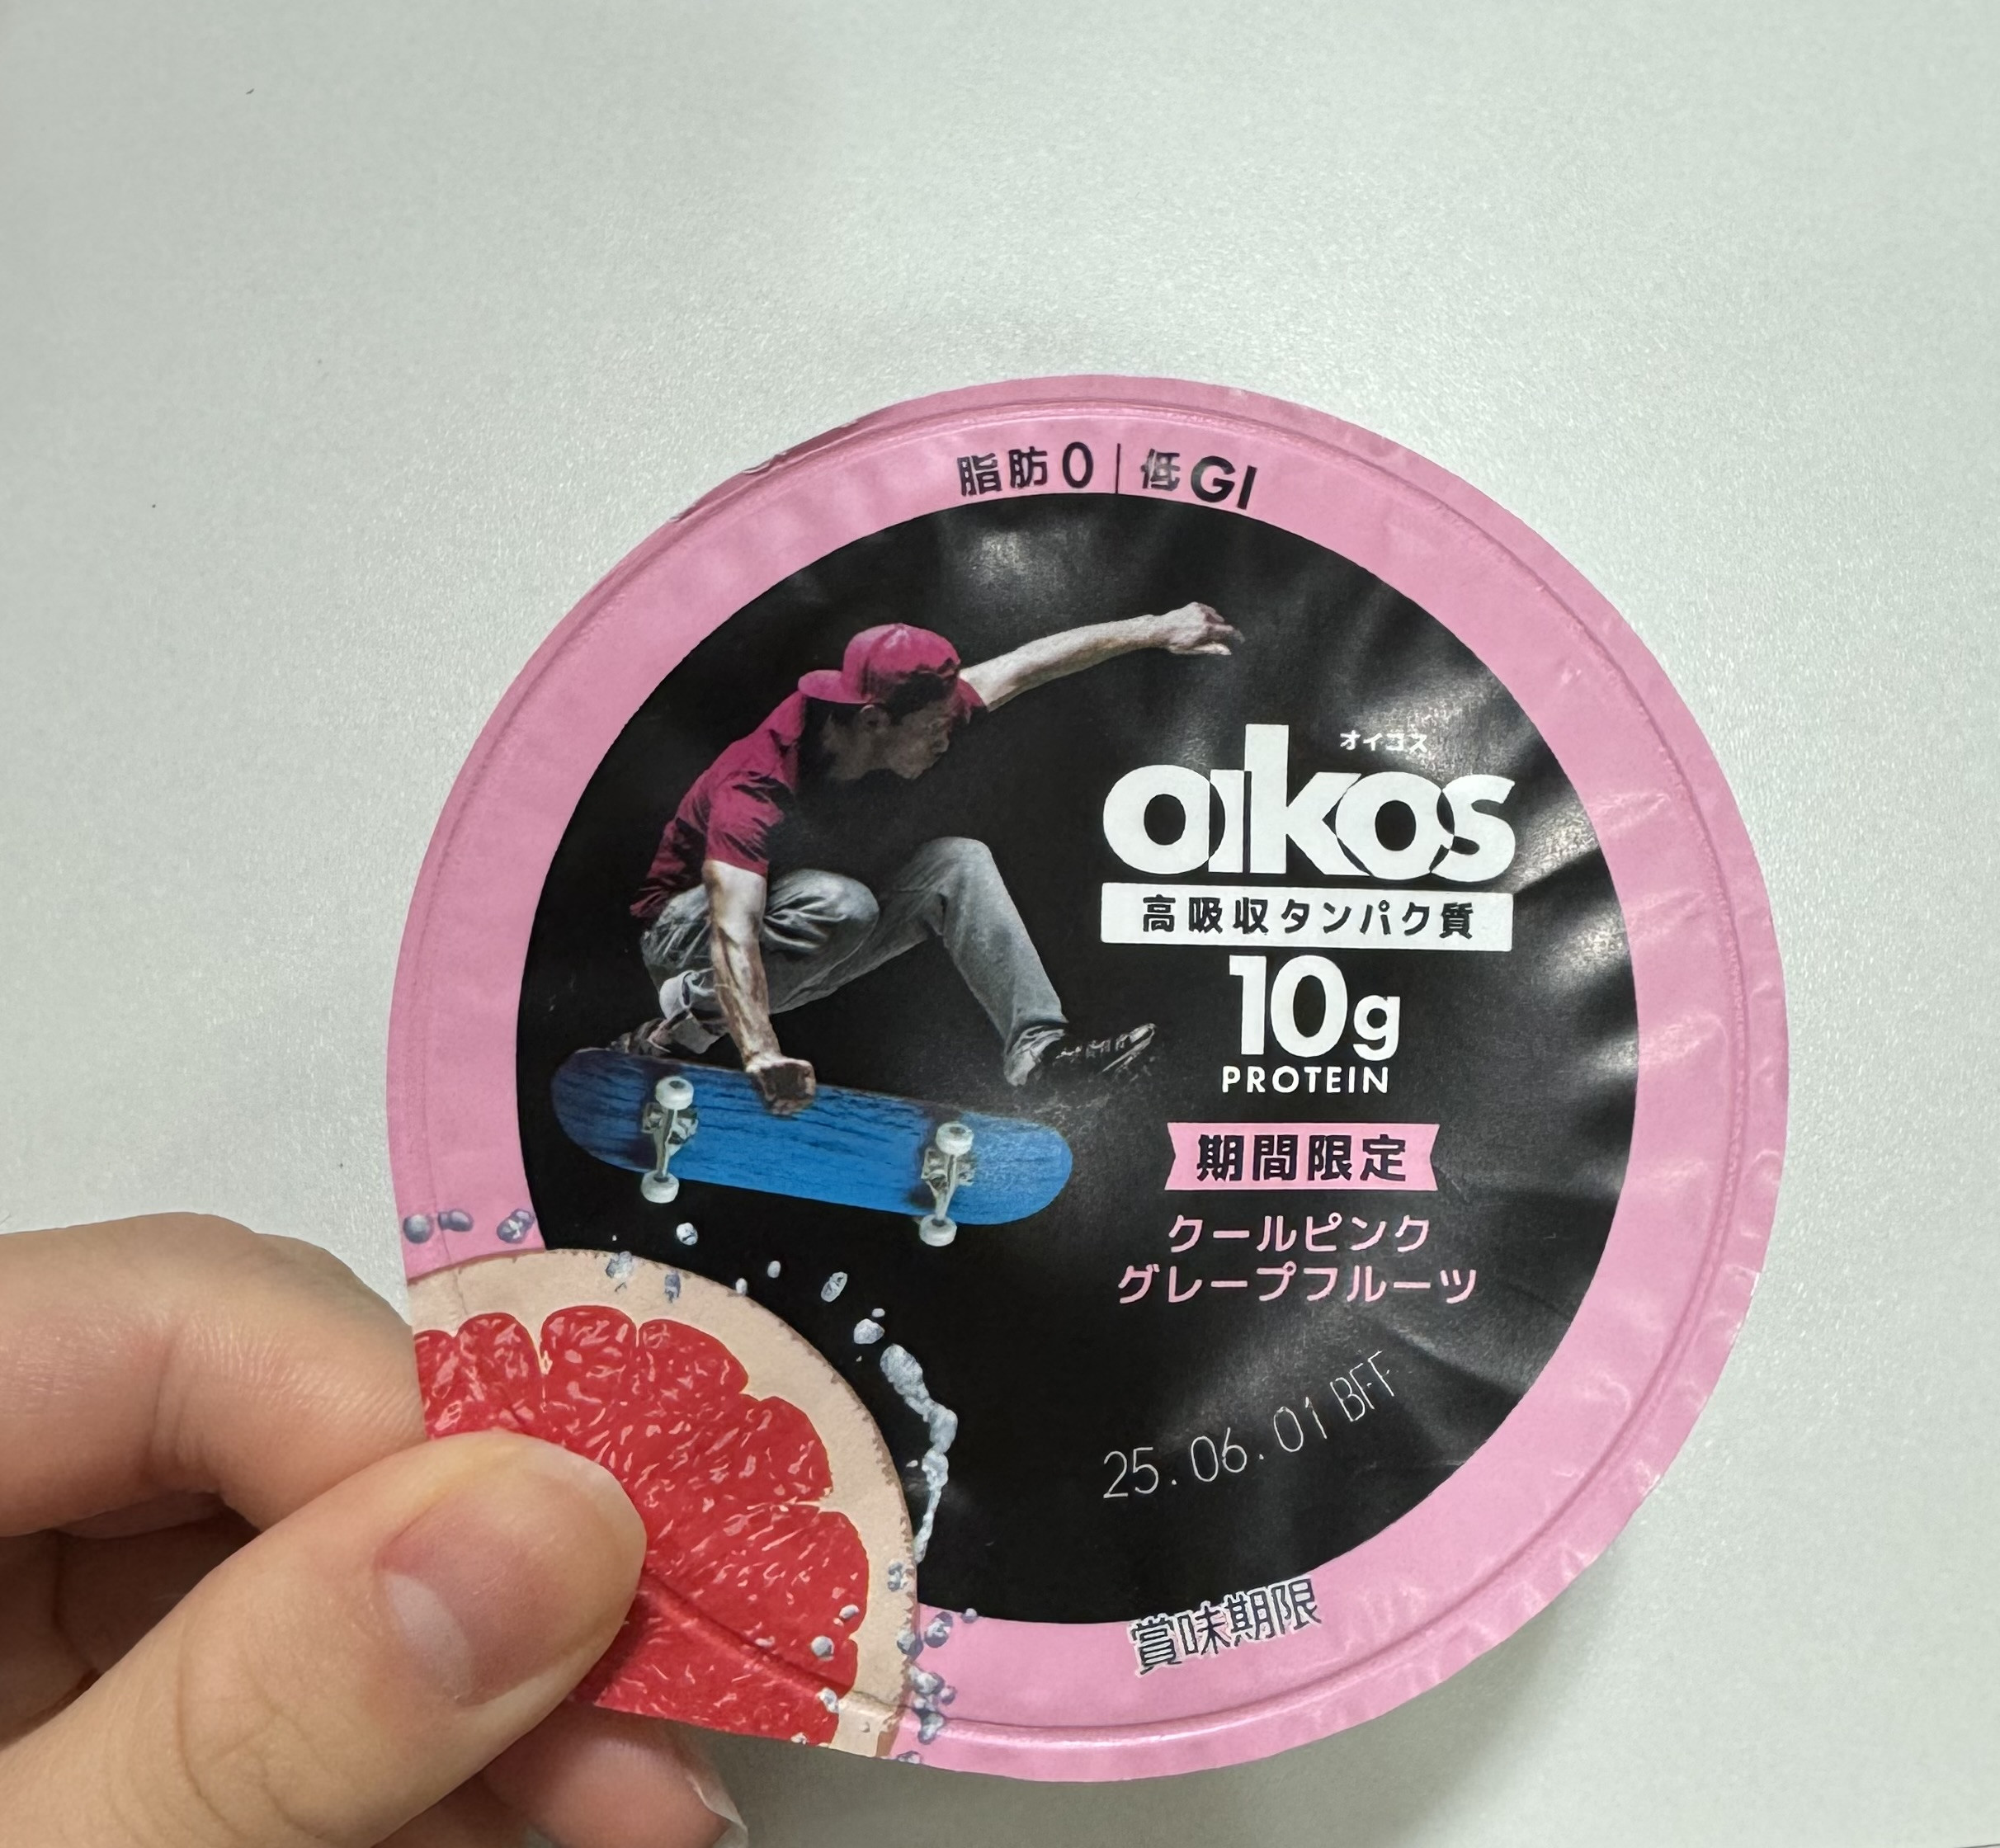 脂肪0|低GI
オイコス
oikos
高吸収タンパク質
10g
PROTEIN
期間限定
クールピンク
グレープフルーツ
25.06.01 BFF
賞味期限